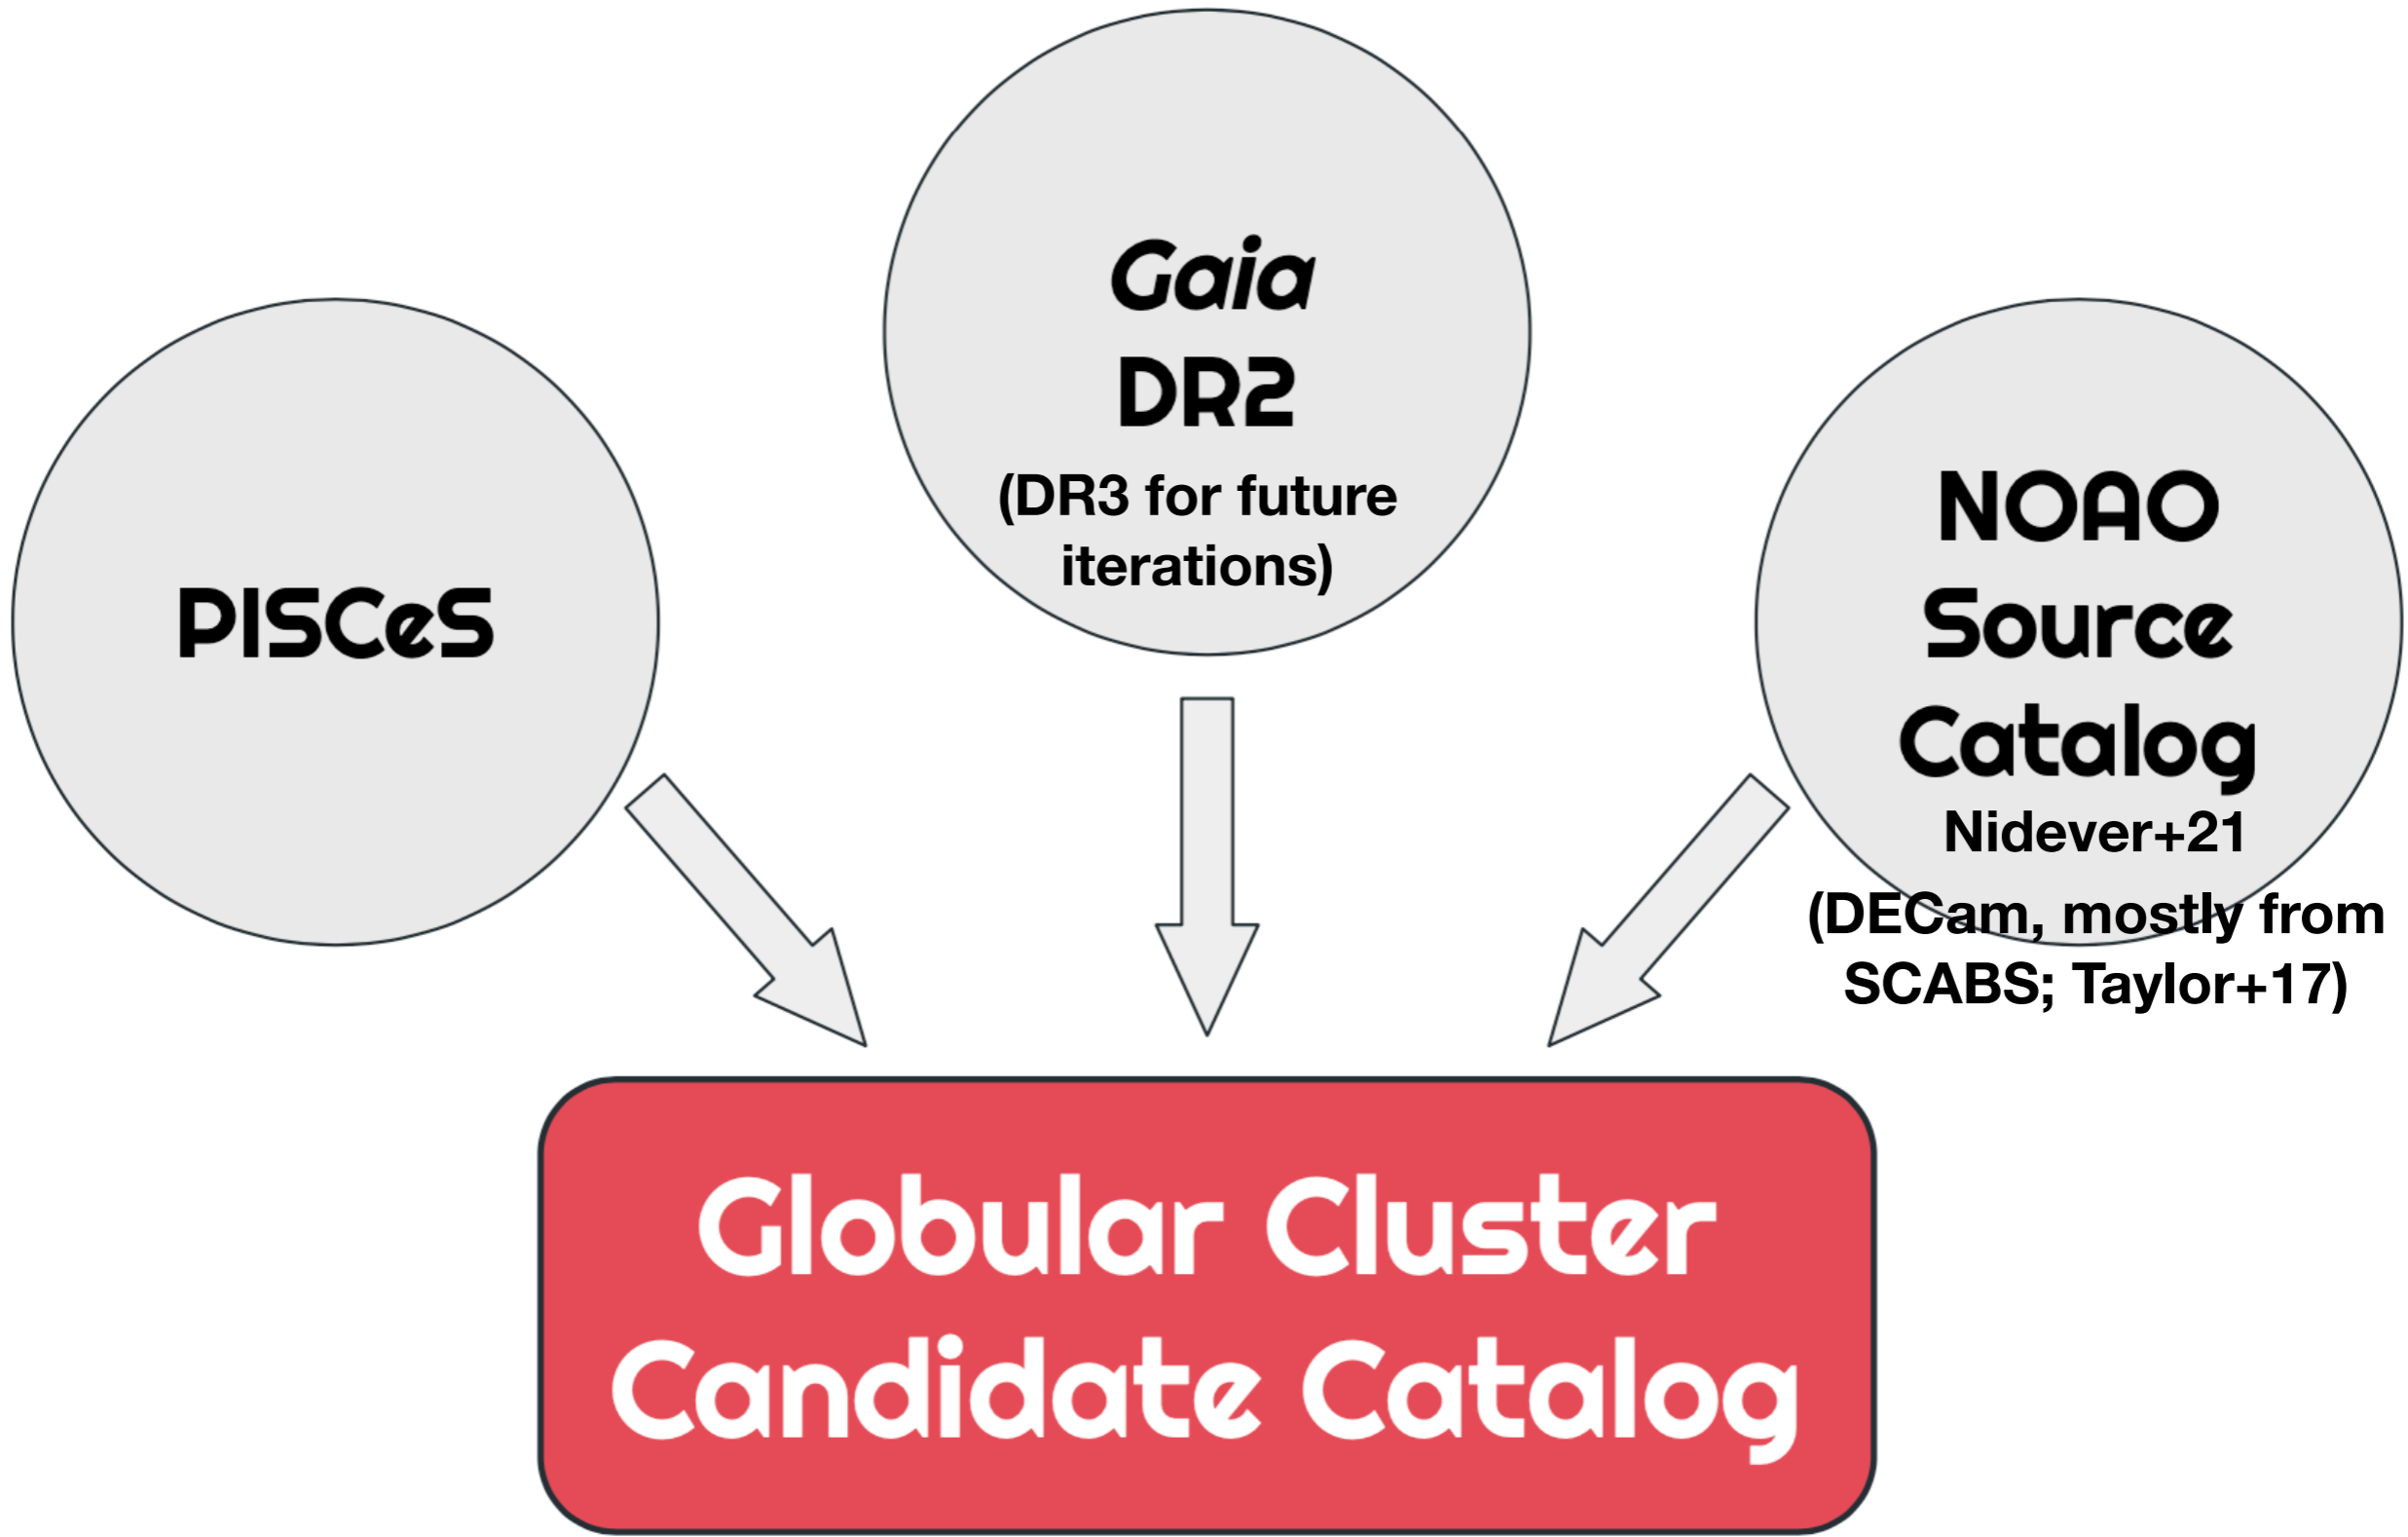 PISCeS
Gaia
DR2
(DR3 for future
iterations)
NOAO
Source
Catalog
Nidever+21
(DECam, mostly from
SCABS; Taylor+17)
Globular Cluster
Candidate Catalog